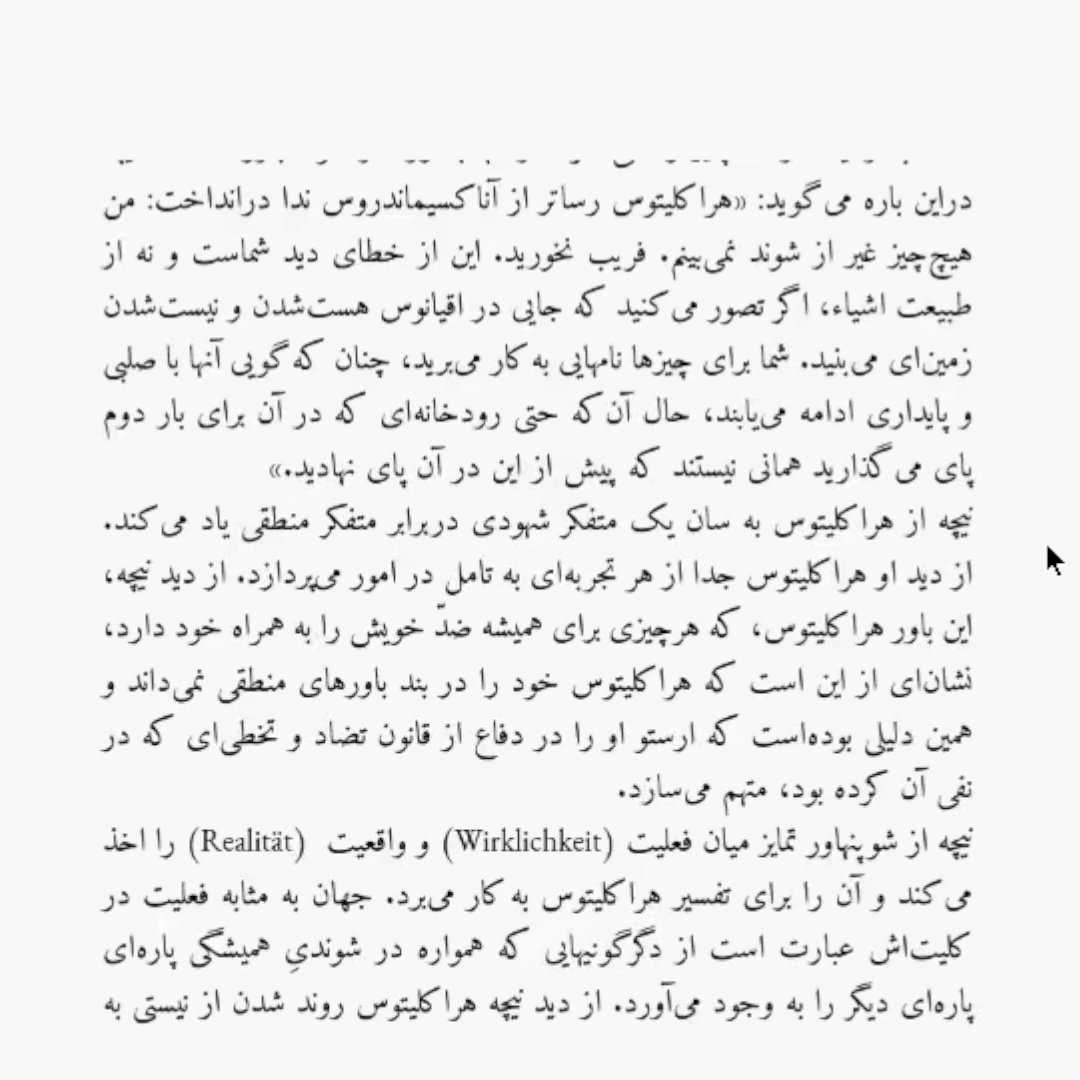 دراین باره می‌گوید: «هراکلیتوس رساتر از آناکسیماندروس ندا درانداخت: من
هیچ‌چیز غیر از شوند نمی‌بینم. فریب نخورید. این از خطای دید شماست و نه از
طبیعت اشیاء، اگر تصور می‌کنید که جایی در اقیانوس هست‌شدن و نیست‌شدن
زمین‌ای می‌بنید. شما برای چیزها نامهایی به کار می‌برید، چنان که گویی آنها با صلبی
و پایداری ادامه می‌یابند، حال آن که حتی رودخانه‌ای که در آن برای بار دوم
پای می‌گذارید همانی نیستند که پیش از این در آن پای نهادید.»
نیچه از هراکلیتوس به سان یک متفکر شهودی دربرابر متفکر منطقی یاد می‌کند.
از دید او هراکلیتوس جدا از هر تجربه‌ای به تامل در امور می‌پردازد. از دید نیچه،
این باور هراکلیتوس، که هرچیزی برای همیشه ضدّ خویش را به همراه خود دارد،
نشان‌ای از این است که هراکلیتوس خود را در بند باورهای منطقی نمی‌داند و
همین دلیلی بوده‌است که ارستو او را در دفاع از قانون تضاد و تخطی‌ای که در
نفی آن کرده بود، متهم می‌سازد.
نیچه از شوپنهاور تمایز میان فعلیت (Wirklichkeit) و واقعیت (Realität) را اخذ
می‌کند و آن را برای تفسیر هراکلیتوس به کار می‌برد. جهان به مثابه فعلیت در
کلیت‌اش عبارت است از دگرگونیهایی که همواره در شوندیِ همیشگی پاره‌ای
پاره‌ای دیگر را به وجود می‌آورد. از دید نیچه هراکلیتوس روند شدن از نیستی به